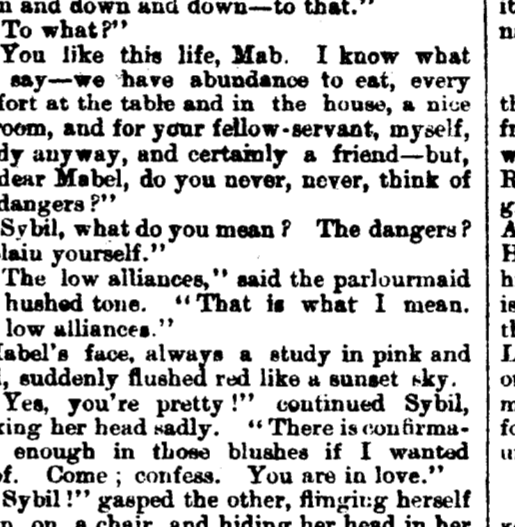 and down and down—to that."
To what?"
You like this life, Mab. I know what
say—we have abundance to eat, every
fort at the table and in the house, a nice
oom, and for your fellow-servant, myself,
dy anyway, and certainly a friend—but,
dear Mabel, do you never, never, think of
dangers?"
Sybil, what do you mean? The dangers?
lain yourself."
The low alliances," said the parlourmaid
hushed tone. "That is what I mean.
low alliances."
abel's face, always a study in pink and
, suddenly flushed red like a sunset sky.
Yes, you're pretty!" continued Sybil,
king her head sadly. "There is confirma-
enough in those blushes if I wanted
of. Come; confess. You are in love."
Sybil!" gasped the other, flinging herself
on a chair, and hiding her head in her